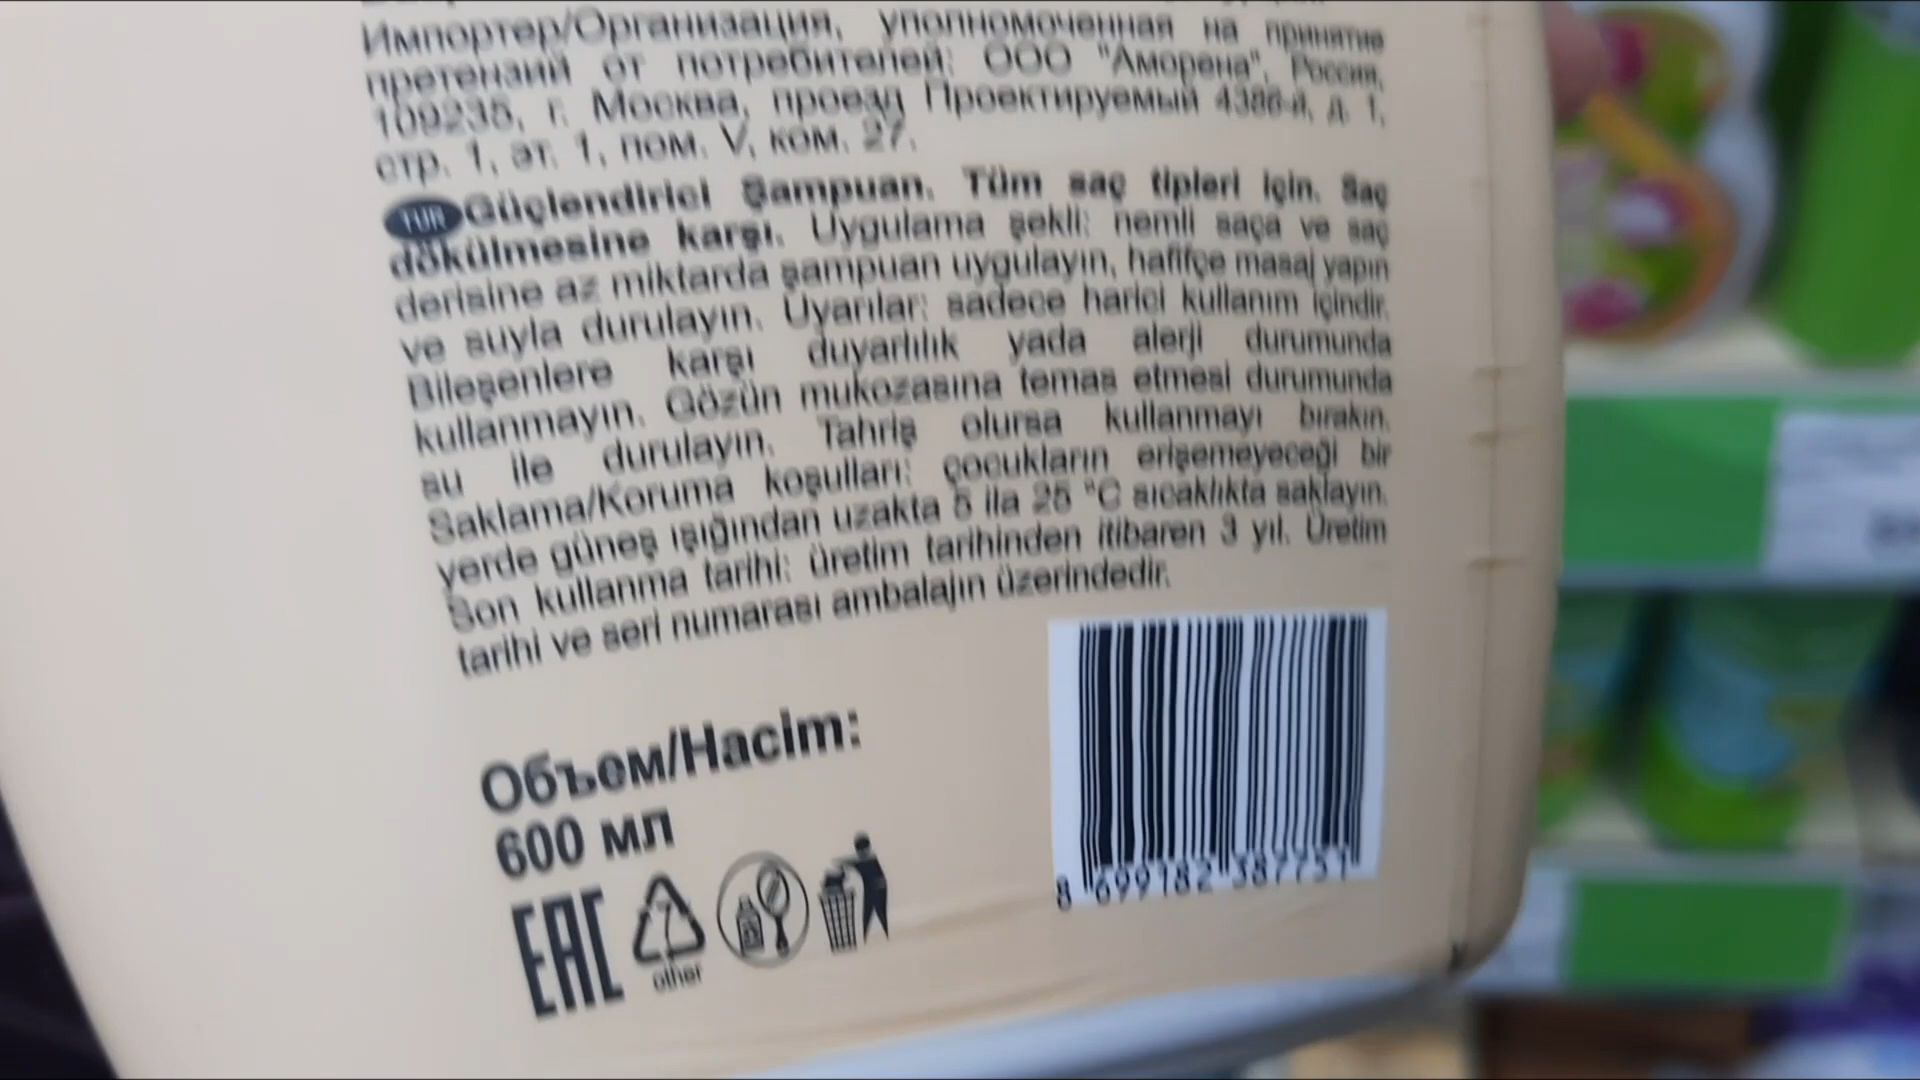 Импортер/Организация, уполномоченная на принятие
претензий от потребителей: ООО "Аморена", Россия,
109235, г. Москва, проезд Проектируемый 4386-й, д. 1,
стр. 1, эт. 1, пом. V, ком. 27.
TUR Güçlendirici Şampuan. Tüm saç tipleri için. Saç
dökülmesine karşı. Uygulama şekli: nemli saça ve saç
derisine az miktarda şampuan uygulayın, hafifçe masaj yapın
ve suyla durulayın. Uyarılar: sadece harici kullanım içindir.
Bileşenlere karşı duyarlılık yada alerji durumunda
kullanmayın. Gözün mukozasına temas etmesi durumunda
su ile durulayın. Tahriş olursa kullanmayı bırakın.
Saklama/Koruma koşulları: çocukların erişemeyeceği bir
yerde güneş ışığından uzakta 5 ila 25 °C sıcaklıkta saklayın.
Son kullanma tarihi: üretim tarihinden itibaren 3 yıl. Üretim
tarihi ve seri numarası ambalajın üzerindedir.
Объем/Hacim:
600 мл
EAC
7
other
8 699182 387751